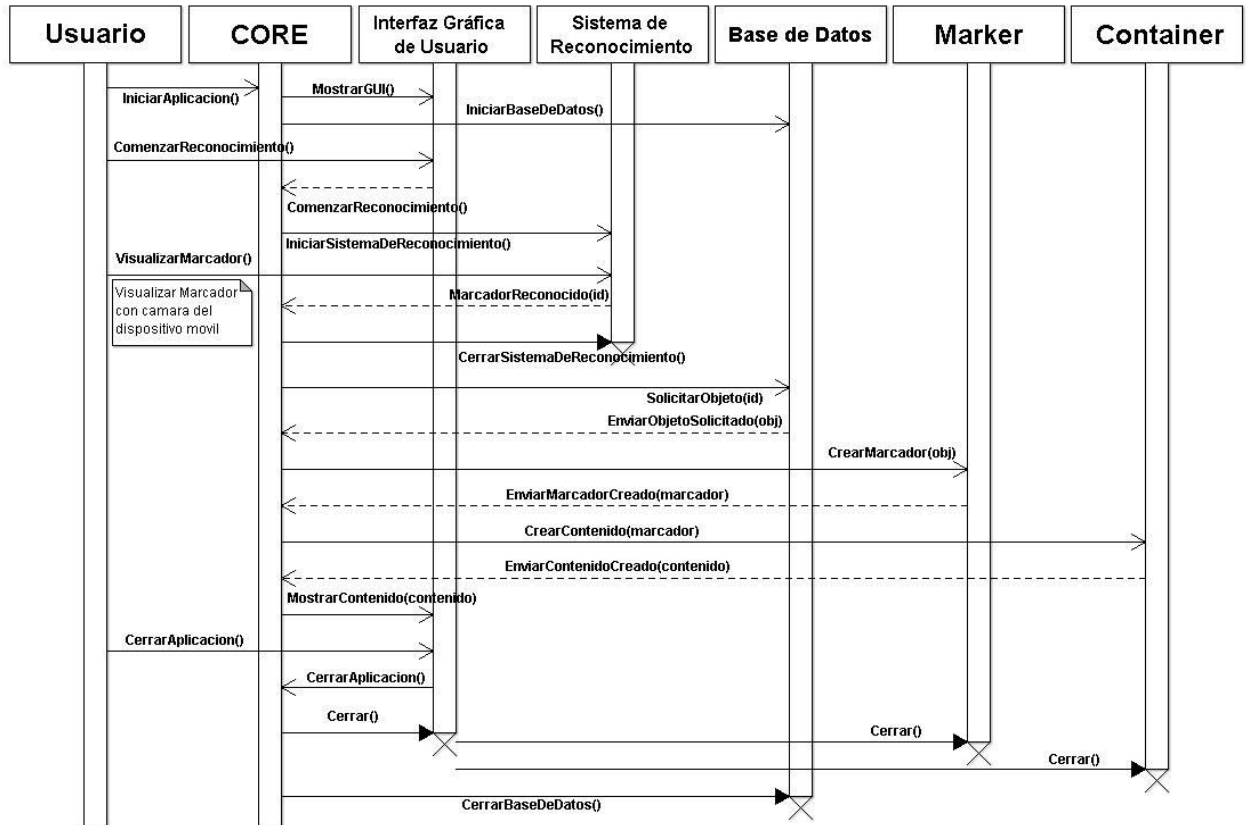 Usuario
CORE
Interfaz Gráfica
de Usuario
Sistema de
Reconocimiento
Base de Datos
Marker
Container
IniciarAplicacion()
MostrarGUI()
IniciarBaseDeDatos()
ComenzarReconocimiento()
ComenzarReconocimiento()
IniciarSistemaDeReconocimiento()
VisualizarMarcador()
Visualizar Marcador
con camara del
dispositivo movil
MarcadorReconocido(id)
CerrarSistemaDeReconocimiento()
SolicitarObjeto(id)
EnviarObjetoSolicitado(obj)
CrearMarcador(obj)
EnviarMarcadorCreado(marcador)
CrearContenido(marcador)
EnviarContenidoCreado(contenido)
MostrarContenido(contenido)
CerrarAplicacion()
CerrarAplicacion()
Cerrar()
Cerrar()
Cerrar()
CerrarBaseDeDatos()